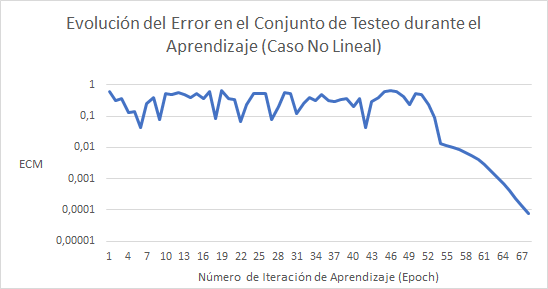 Evolución del Error en el Conjunto de Testeo durante el
Aprendizaje (Caso No Lineal)
1
0,1
0,01
ECM
0,001
0,0001
0,00001
1 4 7 10 13 16 19 22 25 28 31 34 37 40 43 46 49 52 55 58 61 64 67
Número de Iteración de Aprendizaje (Epoch)